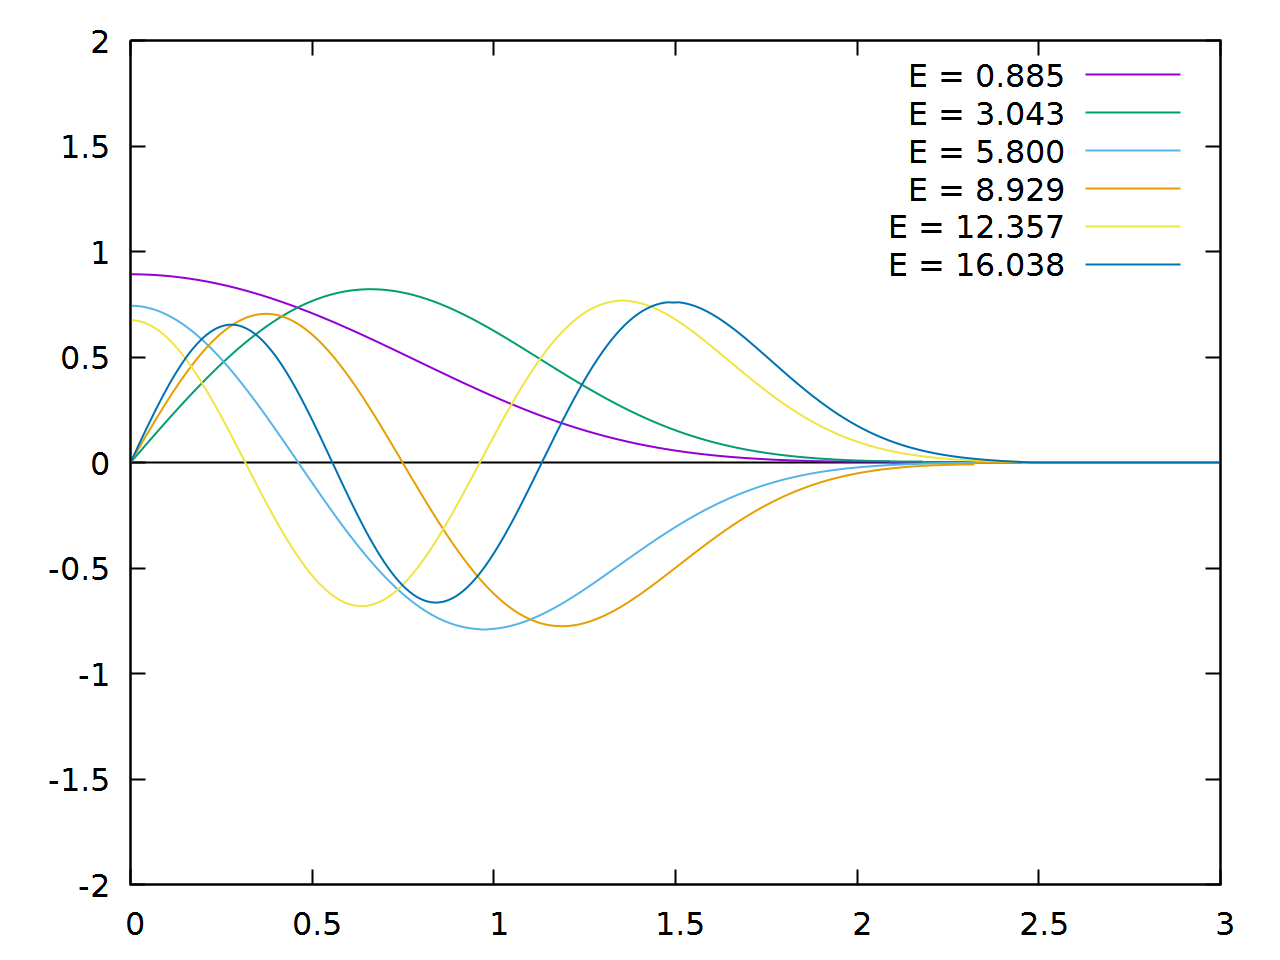 2
1.5
1
0.5
0
-0.5
-1
-1.5
-2
E = 0.885
E = 3.043
E = 5.800
E = 8.929
E = 12.357
E = 16.038
0 0.5 1 1.5 2 2.5 3